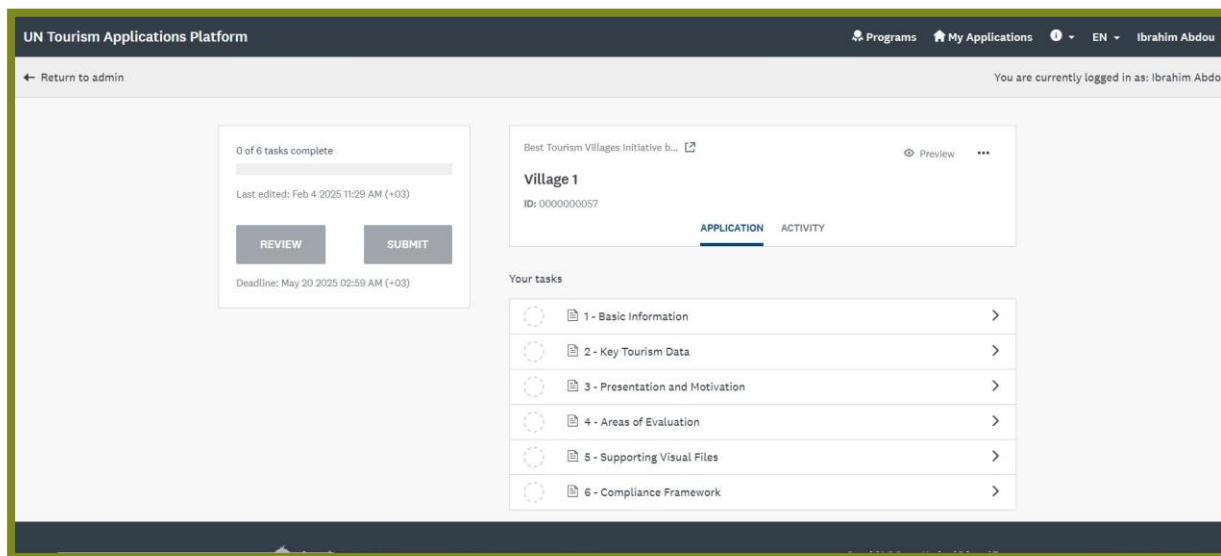 UN Tourism Applications Platform
Programs My Applications EN Ibrahim Abdou
Return to admin
You are currently logged in as: Ibrahim Abdo
0 of 6 tasks complete
Last edited: Feb 4 2025 11:29 AM (+03)
REVIEW SUBMIT
Deadline: May 20 2025 02:59 AM (+03)
Best Tourism Villages Initiative b...
Preview
Village 1
ID: 0000000057
APPLICATION ACTIVITY
Your tasks
1 - Basic Information
2 - Key Tourism Data
3 - Presentation and Motivation
4 - Areas of Evaluation
5 - Supporting Visual Files
6 - Compliance Framework